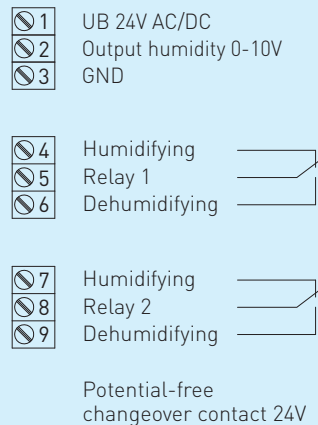 1 UB 24V AC/DC
2 Output humidity 0-10V
3 GND
4 Humidifying
5 Relay 1
6 Dehumidifying
7 Humidifying
8 Relay 2
9 Dehumidifying
Potential-free
changeover contact 24V